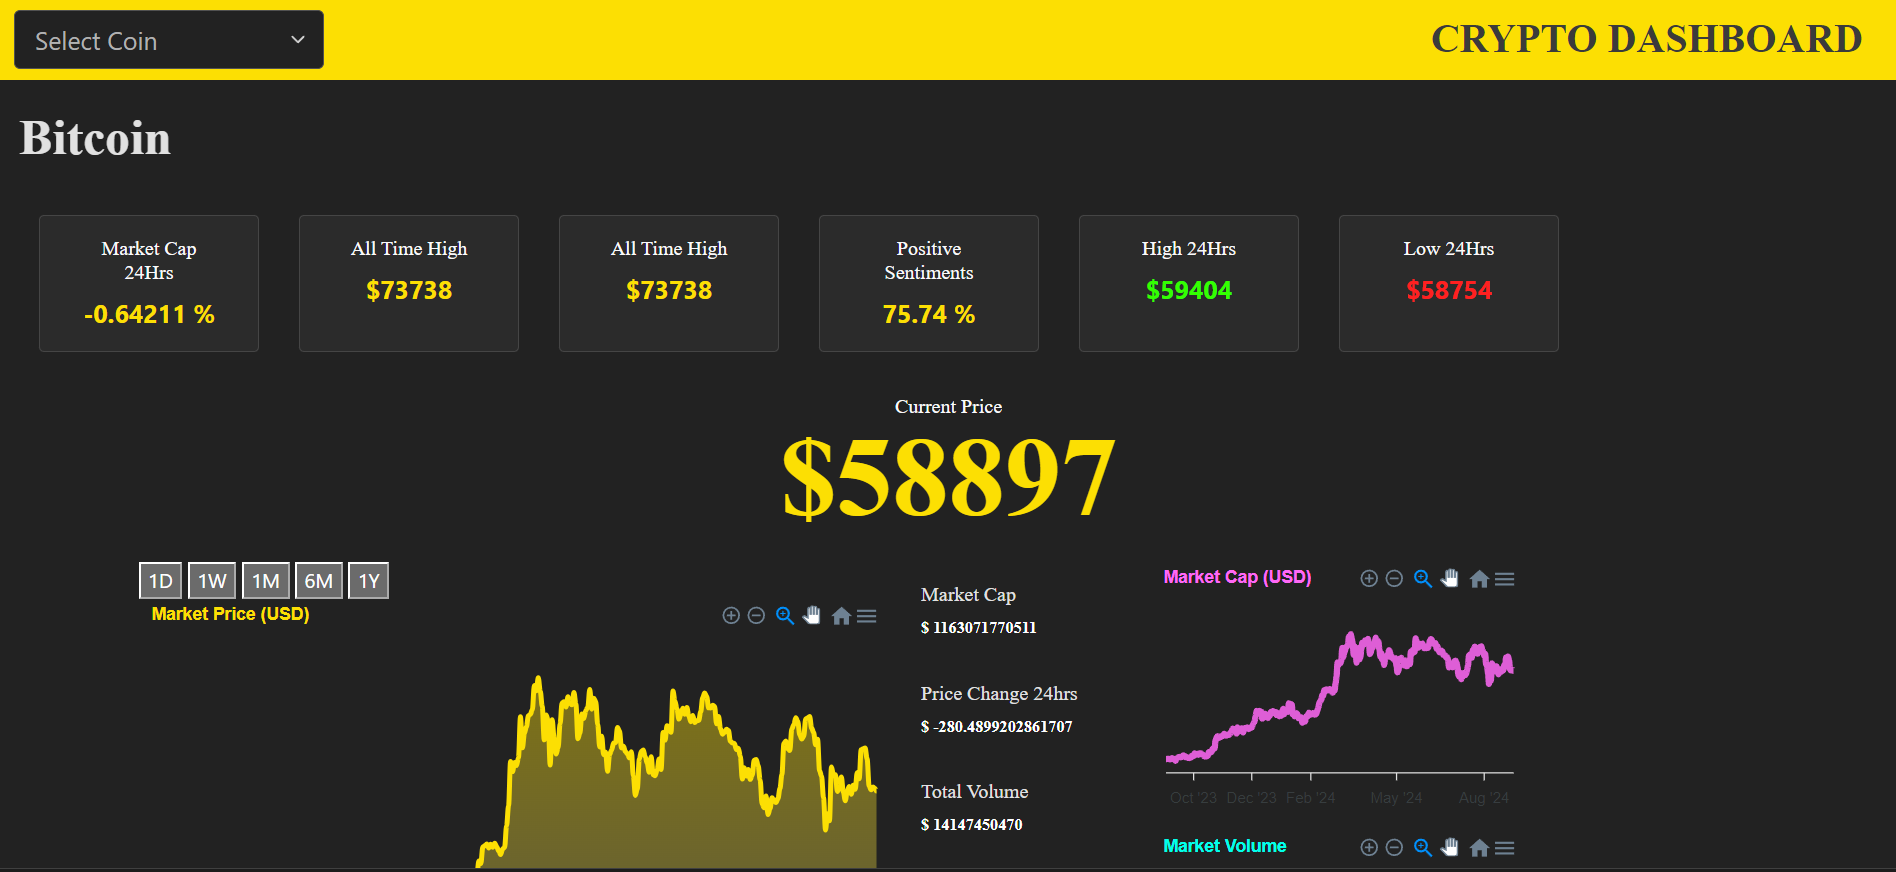 Select Coin
CRYPTO DASHBOARD
Bitcoin
Market Cap
24Hrs
-0.64211 %
All Time High
$73738
All Time High
$73738
Positive
Sentiments
75.74 %
High 24Hrs
$59404
Low 24Hrs
$58754
Current Price
$58897
1D 1W 1M 6M 1Y
Market Price (USD)
Market Cap
$ 1163071770511
Price Change 24hrs
$ -280.4899202861707
Total Volume
$ 14147450470
Market Cap (USD)
Oct '23 Dec '23 Feb '24 May '24 Aug '24
Market Volume